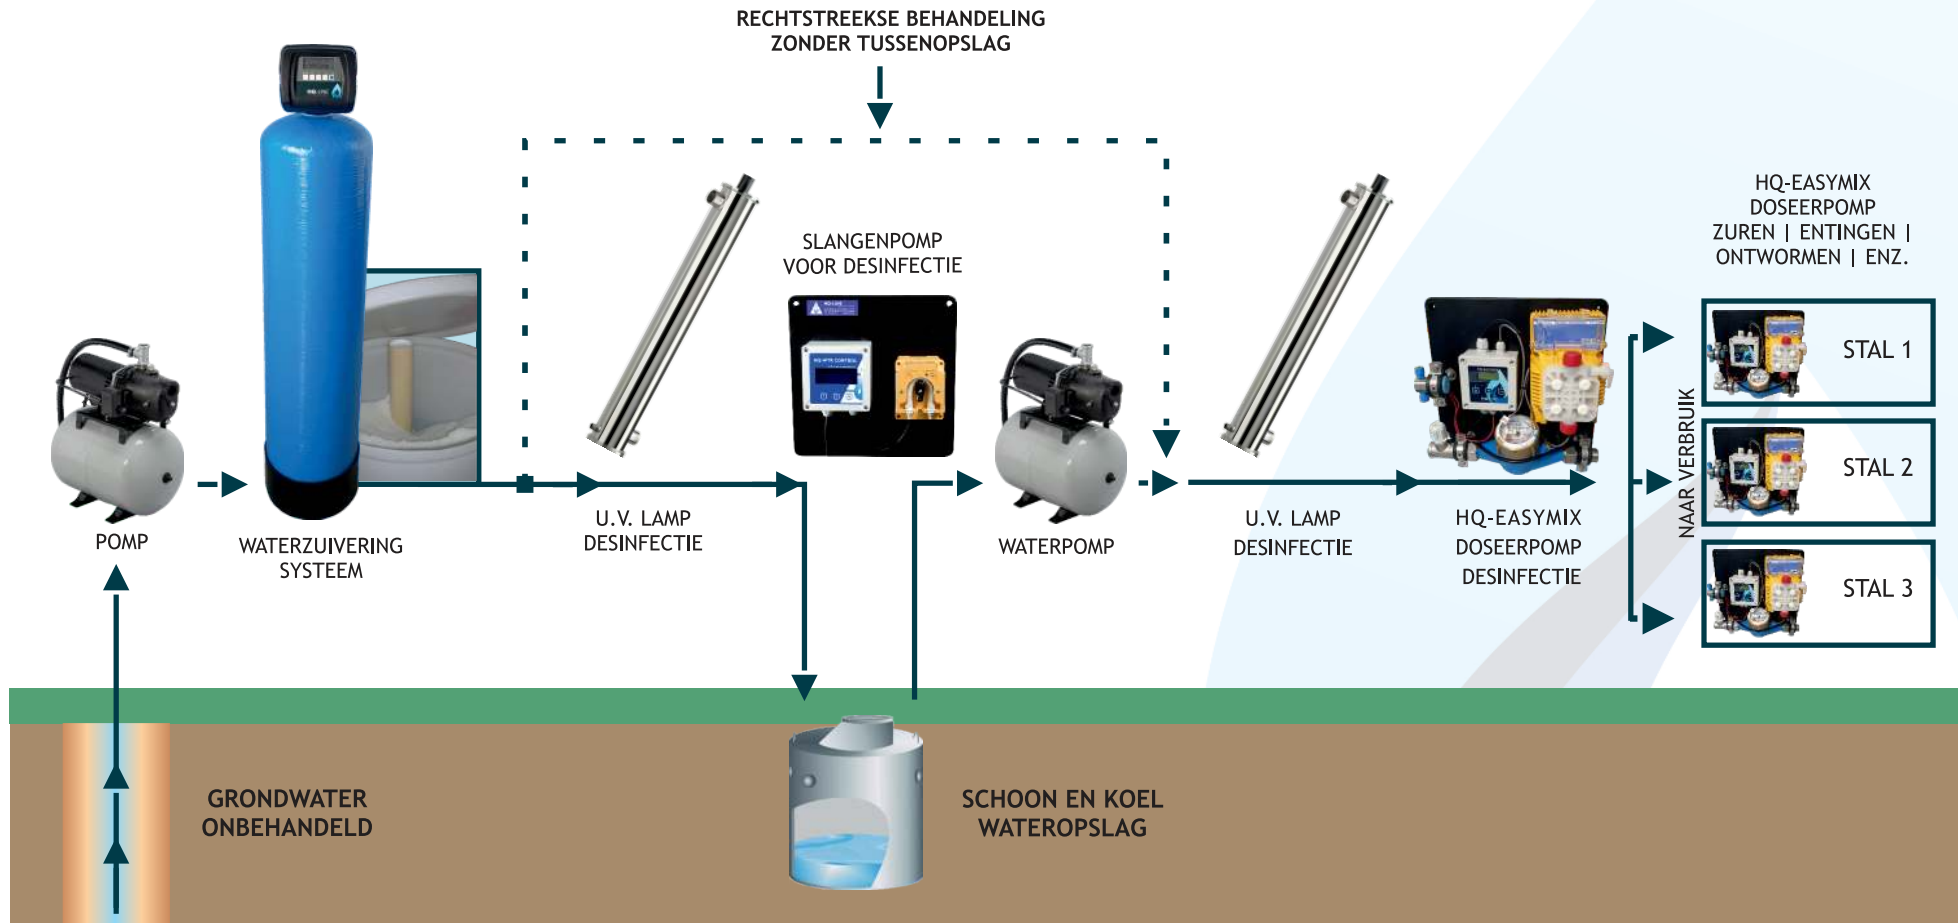 RECHTSTREEKSE BEHANDELING
ZONDER TUSSENOPSLAG
HQ-EASYMIX
DOSEERPOMP
ZUREN | ENTINGEN |
ONTWORMEN | ENZ.
SLANGENPOMP
VOOR DESINFECTIE
STAL 1
STAL 2
STAL 3
NAAR VERBRUIK
POMP
WATERZUIVERING
SYSTEEM
U.V. LAMP
DESINFECTIE
WATERPOMP
U.V. LAMP
DESINFECTIE
HQ-EASYMIX
DOSEERPOMP
DESINFECTIE
GRONDWATER
ONBEHANDELD
SCHOON EN KOEL
WATEROPSLAG